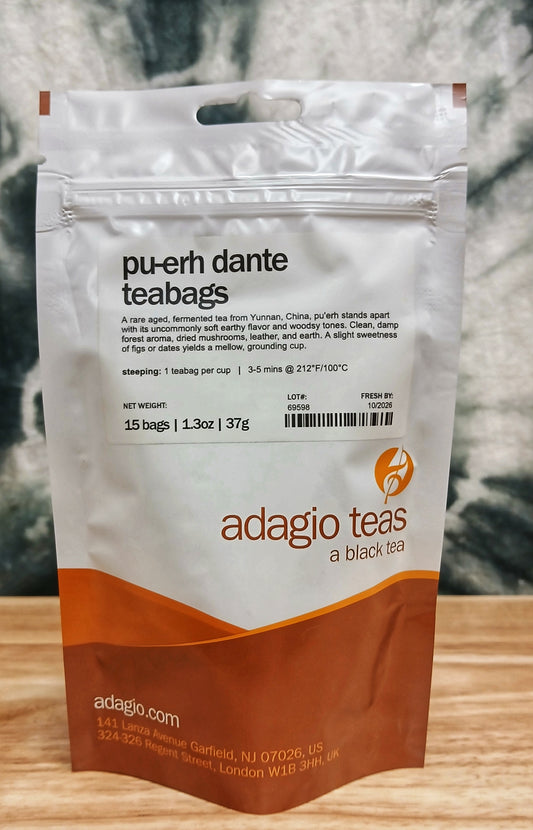 pu-erh dante
teabags
A rare aged, fermented tea from Yunnan, China, pu'erh stands apart
with its uncommonly soft earthy flavor and woodsy tones. Clean, damp
forest aroma, dried mushrooms, leather, and earth. A slight sweetness
of figs or dates yields a mellow, grounding cup.
steeping: 1 teabag per cup | 3-5 mins @ 212°F/100°C
NET WEIGHT:
15 bags | 1.3oz | 37g
LOT#:
69598
FRESH BY:
10/2026
adagio teas
a black tea
adagio.com
141 Lanza Avenue Garfield, NJ 07026, US
324-326 Regent Street, London W1B 3HH, UK